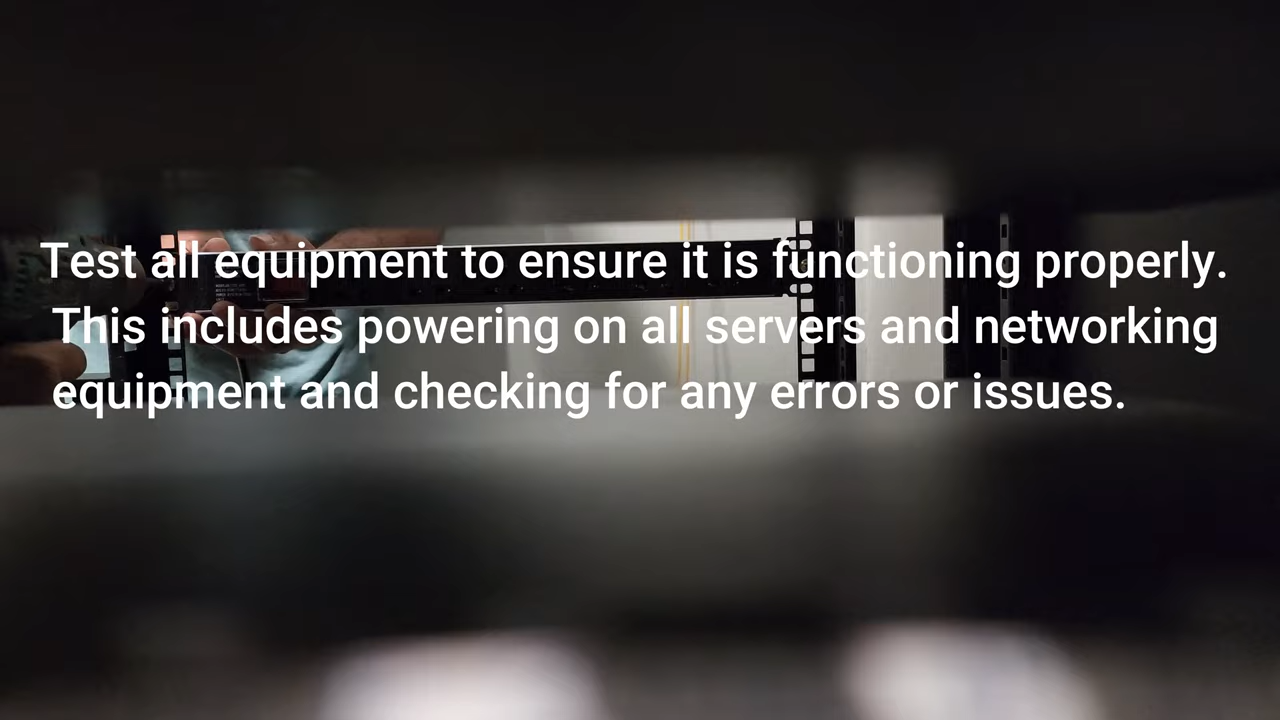 Test all equipment to ensure it is functioning properly.
This includes powering on all servers and networking
equipment and checking for any errors or issues.